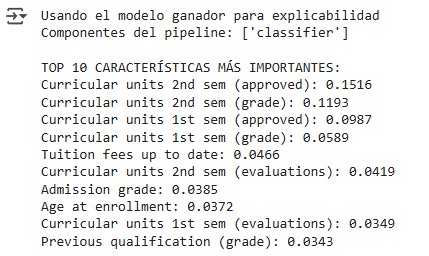 Usando el modelo ganador para explicabilidad
Componentes del pipeline: ['classifier']
TOP 10 CARACTERÍSTICAS MÁS IMPORTANTES:
Curricular units 2nd sem (approved): 0.1516
Curricular units 2nd sem (grade): 0.1193
Curricular units 1st sem (approved): 0.0987
Curricular units 1st sem (grade): 0.0589
Tuition fees up to date: 0.0466
Curricular units 2nd sem (evaluations): 0.0419
Admission grade: 0.0385
Age at enrollment: 0.0372
Curricular units 1st sem (evaluations): 0.0349
Previous qualification (grade): 0.0343